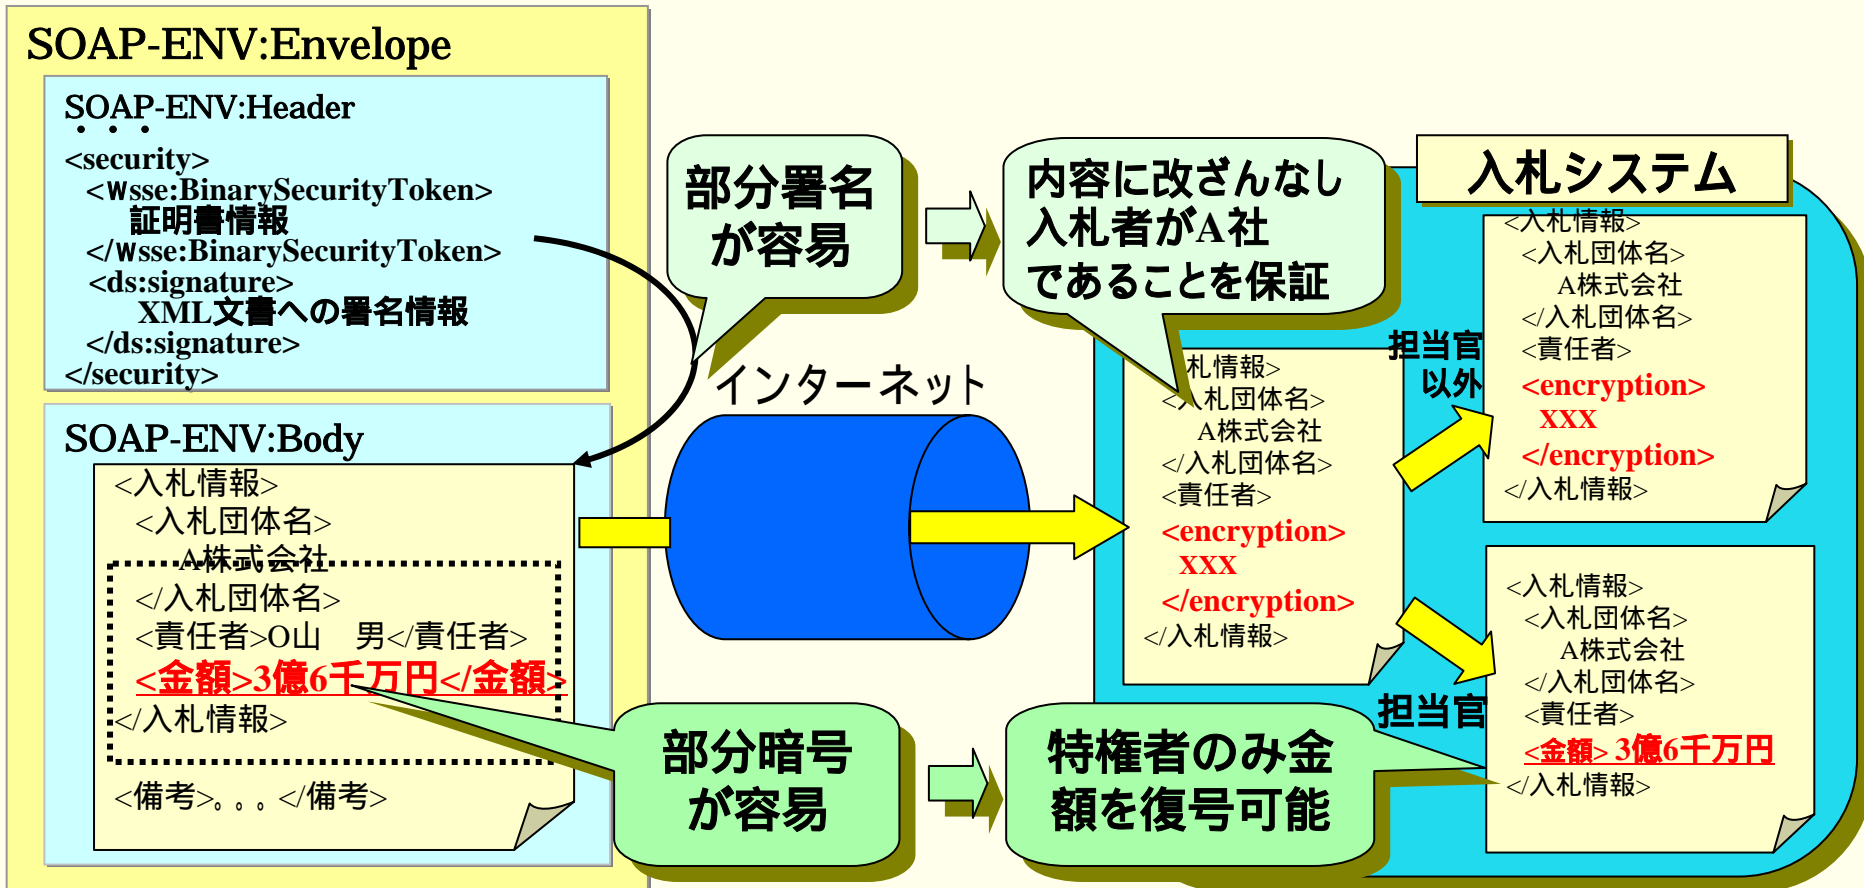 SOAP-ENV:Envelope
SOAP-ENV:Header
・・・
<security>
<wsse:BinarySecurityToken>
証明書情報
</wsse:BinarySecurityToken>
<ds:signature>
XML文書への署名情報
</ds:signature>
</security>
SOAP-ENV:Body
<入札情報>
<入札団体名>
A株式会社
</入札団体名>
<責任者>O山　男</責任者>
<金額>3億6千万円</金額>
</入札情報>
<備考>。。。</備考>
部分署名
が容易
内容に改ざんなし
入札者がA社
であることを保証
インターネット
部分暗号
が容易
特権者のみ金
額を復号可能
入札システム
札情報>
<入札団体名>
A株式会社
</入札団体名>
<責任者>
<encryption>
XXX
</encryption>
</入札情報>
担当官
以外
<入札情報>
<入札団体名>
A株式会社
</入札団体名>
<責任者>
<encryption>
XXX
</encryption>
</入札情報>
担当官
<入札情報>
<入札団体名>
A株式会社
</入札団体名>
<責任者>
<金額> 3億6千万円
</入札情報>